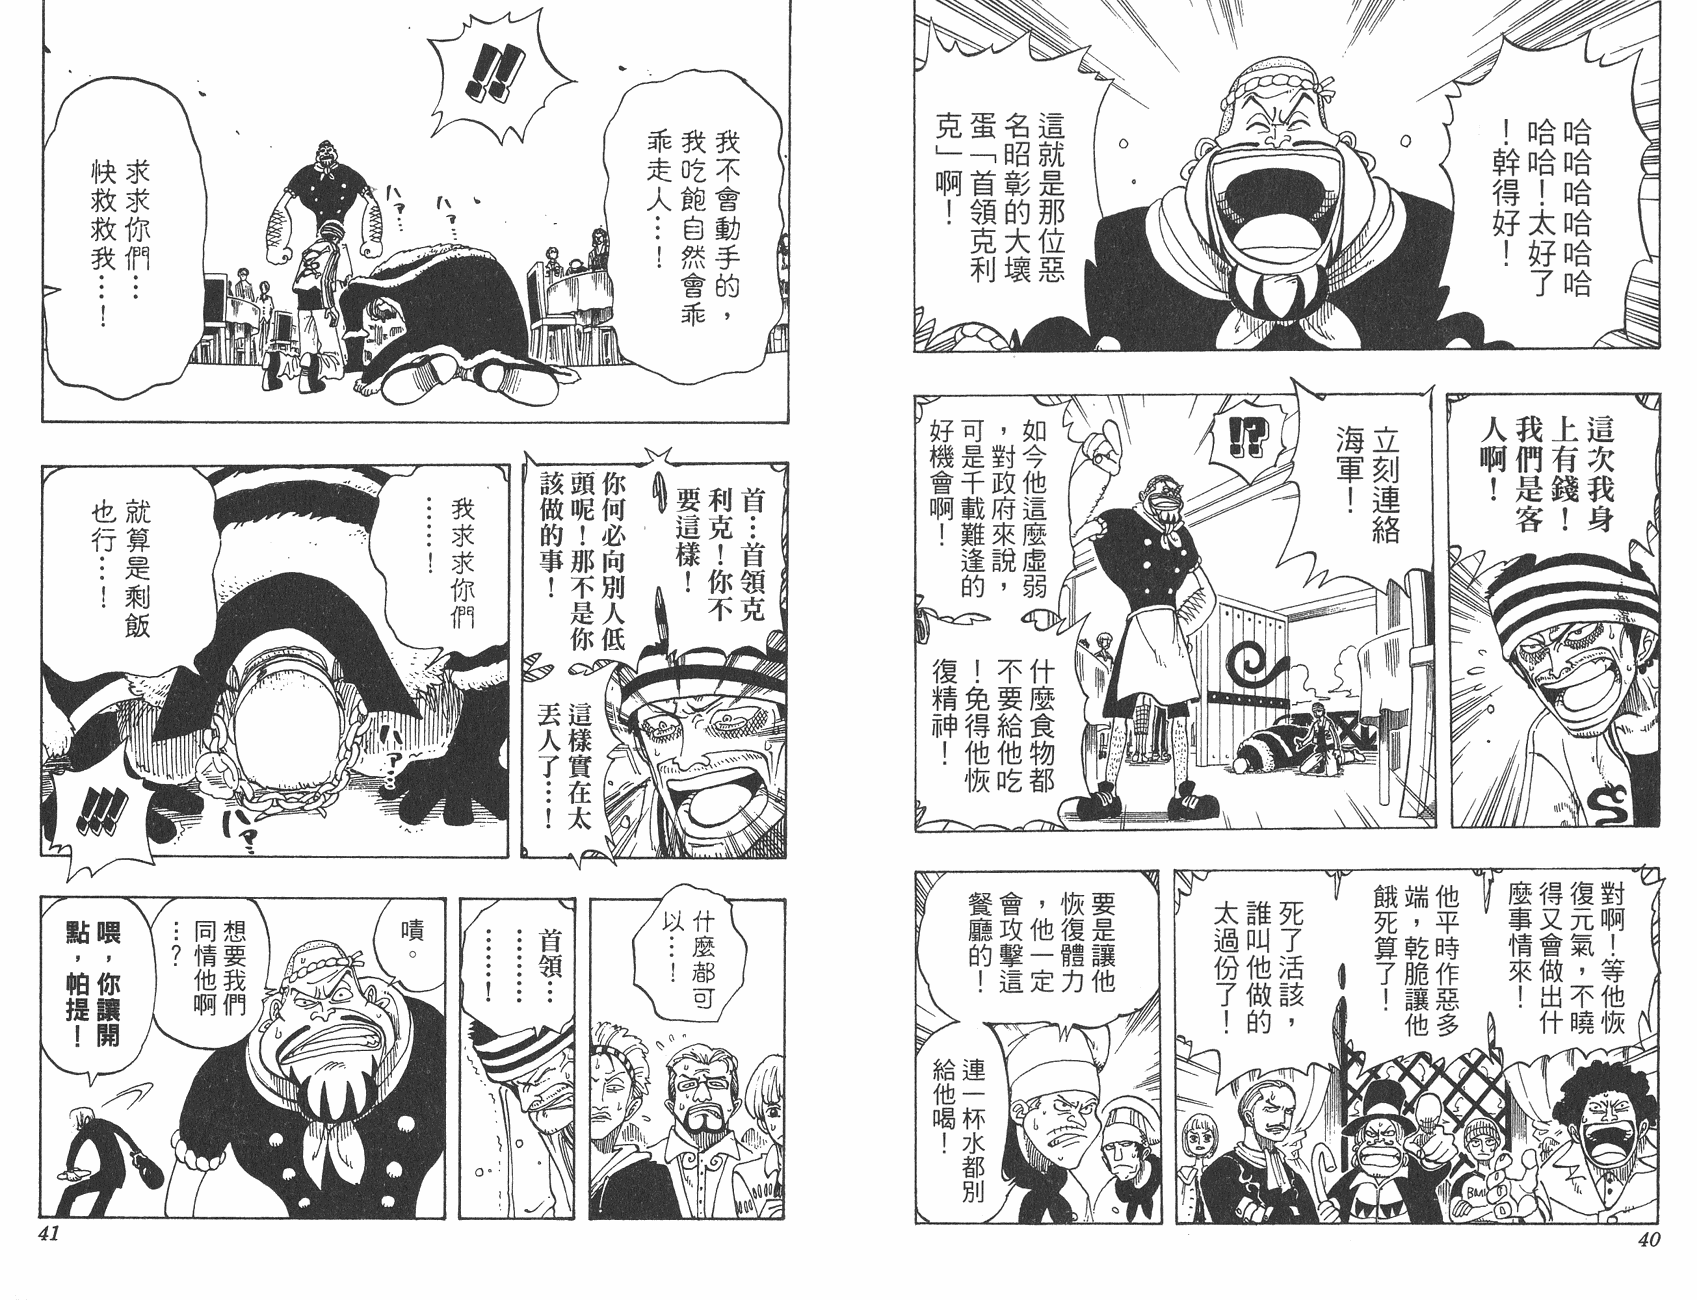 哈哈哈哈哈哈
哈哈！太好了
！幹得好！
這就是那位惡
名昭彰的大壞
蛋「首領克利
克」啊！
這次我身
上有錢！
我們是客
人啊！
立刻連絡
海軍！
!?
如今他這麼虛弱
，對政府來說，
可是千載難逢的
好機會啊！
什麼食物都
不要給他吃
！免得他恢
復精神！
對啊！等他恢
復元氣，不曉
得又會做出什
麼事情來！
他平時作惡多
端，乾脆讓他
餓死算了！
死了活該，
誰叫他做的
太過份了！
BMI
要是讓他
恢復體力
，他一定
會攻擊這
餐廳的！
連一杯水都別
給他喝！
40
!!
我不會動手的，
我吃飽自然會乖
乖走人…！
ハァ…
ハァ…
求求你們…
快救救我…！
首…首領克
利克！你不
要這樣！
你何必向別人低
頭呢！那不是你
該做的事！
這樣實在太
丟人了…！
我求求你們
……！
就算是剩飯
也行…！
ハァ…
ハァ
!!!
什麼都可
以…！
首領…
………
……！
嘖。
想要我們
同情他啊
…？
喂，你讓開
點，帕提！
41